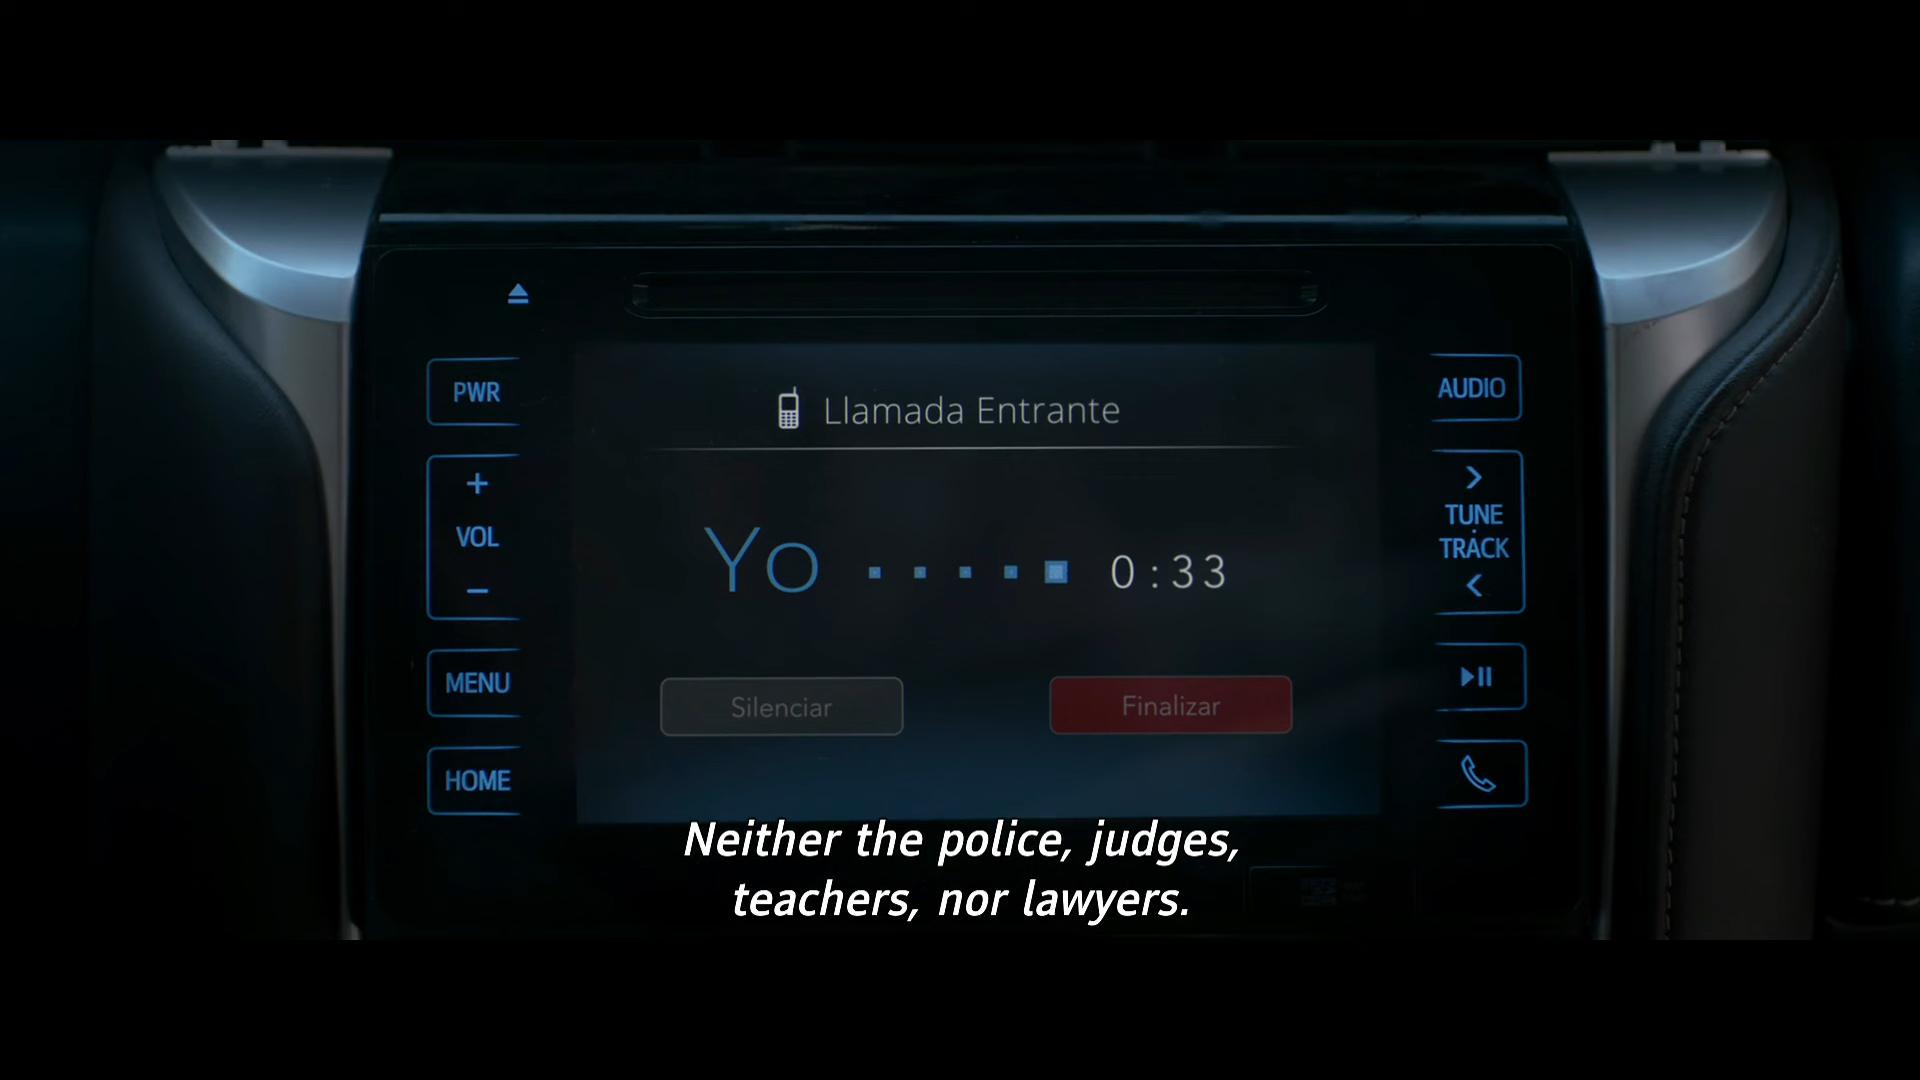 PWR
+
VOL
−
MENU
HOME
Llamada Entrante
Yo 0:33
Silenciar
Finalizar
AUDIO
>
TUNE
TRACK
<
Neither the police, judges,
teachers, nor lawyers.